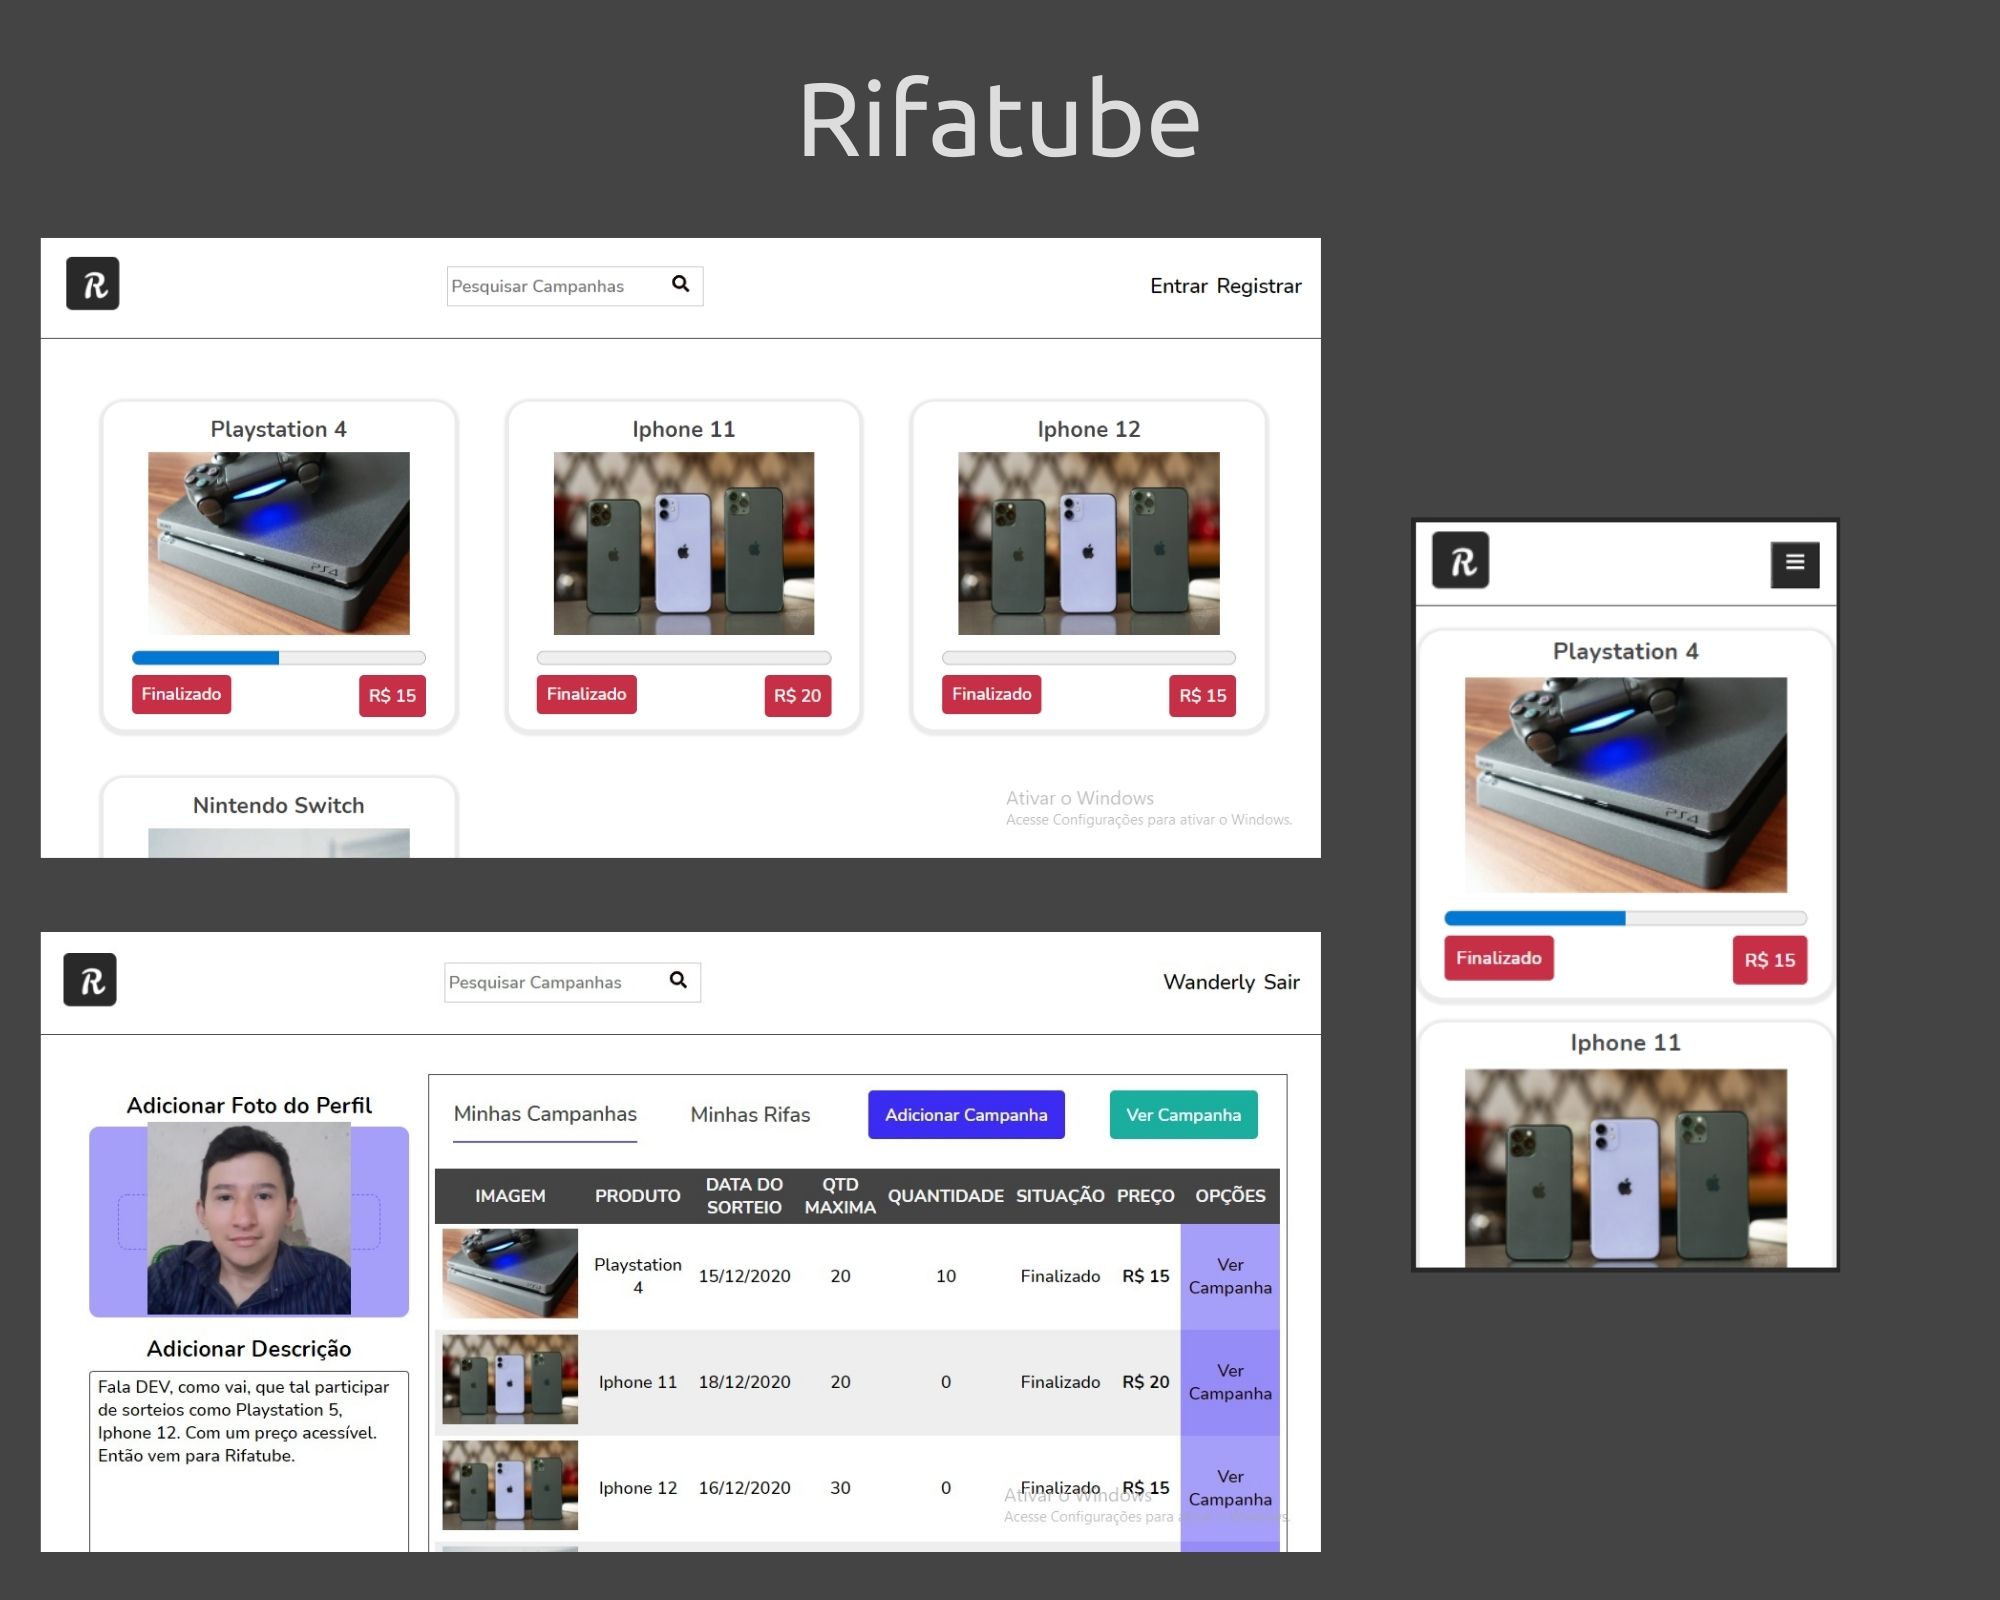 Rifatube
R
Pesquisar Campanhas
Entrar Registrar
Playstation 4
Iphone 11
Iphone 12
PS4
Finalizado
R$ 15
Finalizado
R$ 20
Finalizado
R$ 15
Nintendo Switch
Ativar o Windows
Acesse Configurações para ativar o Windows.
R
Playstation 4
PS4
Finalizado
R$ 15
Iphone 11
R
Pesquisar Campanhas
Wanderly Sair
Adicionar Foto do Perfil
Adicionar Descrição
Fala DEV, como vai, que tal participar
de sorteios como Playstation 5,
Iphone 12. Com um preço acessível.
Então vem para Rifatube.
Minhas Campanhas
Minhas Rifas
Adicionar Campanha
Ver Campanha
IMAGEM PRODUTO DATA DO SORTEIO QTD MAXIMA QUANTIDADE SITUAÇÃO PREÇO OPÇÕES
Playstation 4 15/12/2020 20 10 Finalizado R$ 15 Ver Campanha
Iphone 11 18/12/2020 20 0 Finalizado R$ 20 Ver Campanha
Iphone 12 16/12/2020 30 0 Finalizado R$ 15 Ver Campanha
Ativar o Windows
Acesse Configurações para